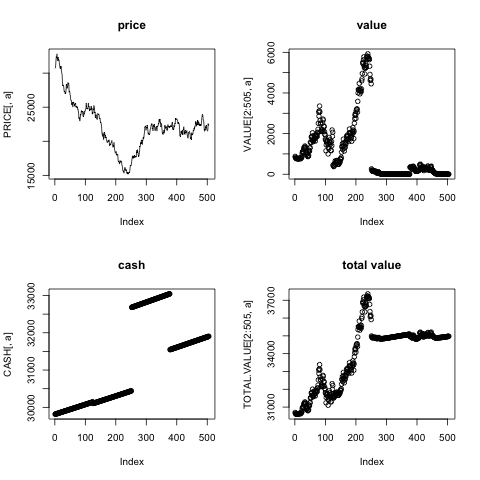 price
PRICE[, a]
15000 25000
0 100 200 300 400 500
Index
value
VALUE[2:505, a]
0 2000 4000 6000
0 100 200 300 400 500
Index
cash
CASH[, a]
30000 31000 32000 33000
0 100 200 300 400 500
Index
total value
TOTAL.VALUE[2:505, a]
31000 34000 37000
0 100 200 300 400 500
Index